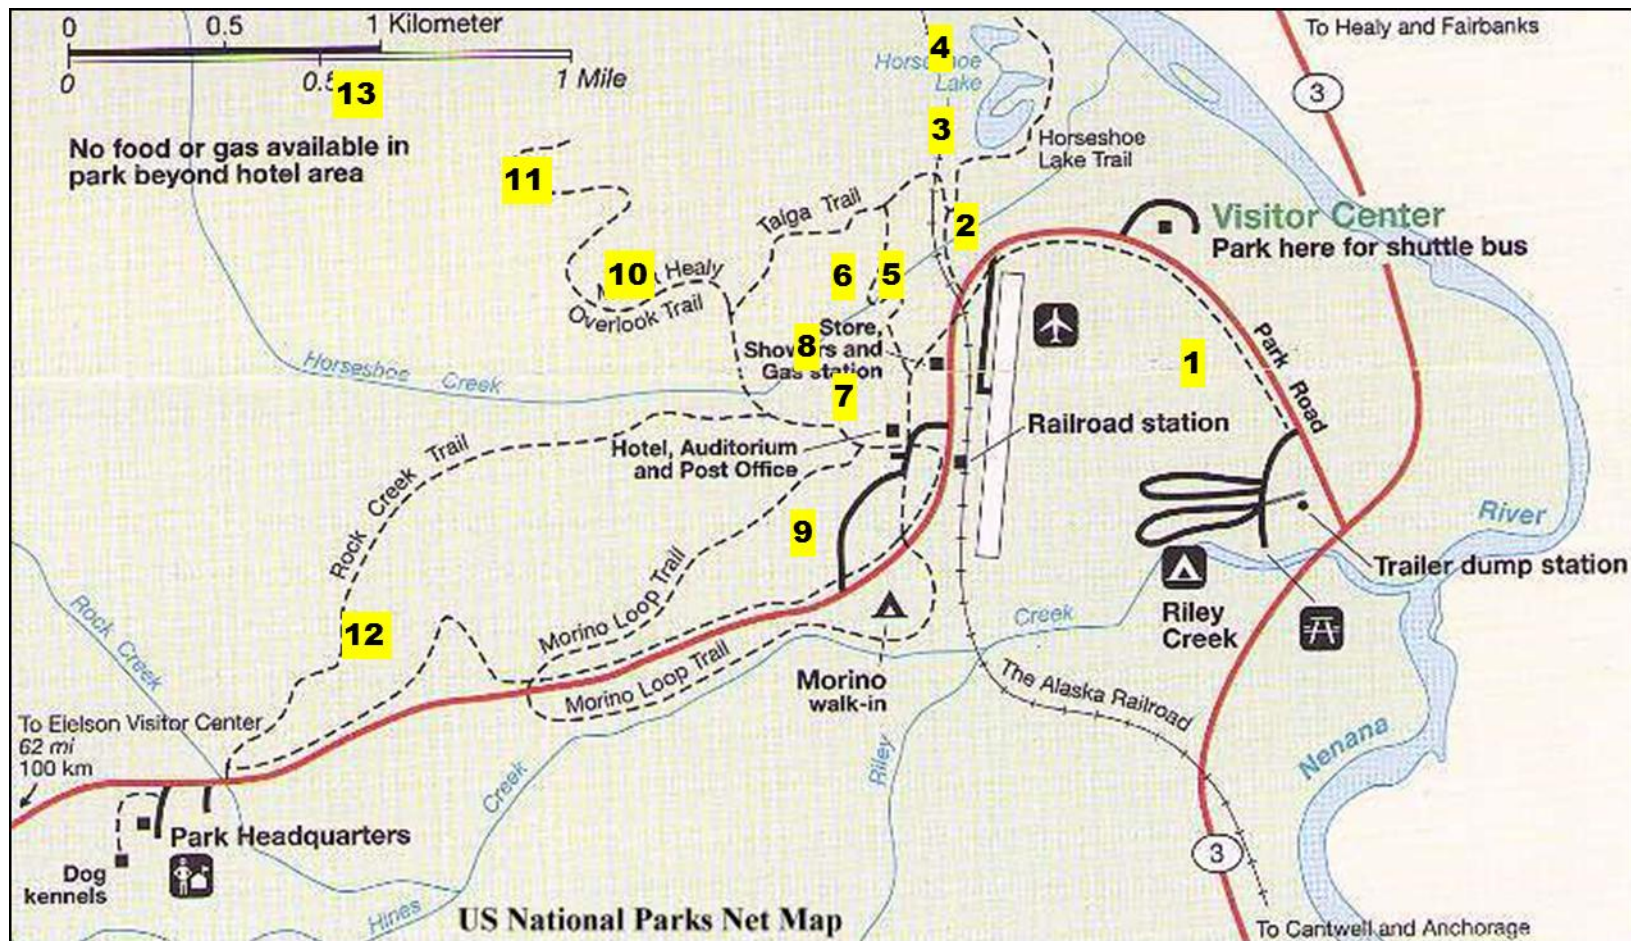 0 0.5 1 Kilometer
0 1 Mile
13
No food or gas available in
park beyond hotel area
4
Lake
3
Horseshoe
Lake Trail
To Healy and Fairbanks
3
11
Talga Trail
2
Visitor Center
Park here for shuttle bus
10
Healy
Overlook Trail
6
5
Store,
8
and
Gas station
7
1
Park Road
Horseshoe Creek
Railroad station
Hotel, Auditorium
and Post Office
Rock Creek Trail
9
River
Trailer dump station
Riley
Creek
Morino Loop Trail
12
Rock Creek
Creek
Morino Loop Trail
Morino
walk-in
The Alaska Railroad
To Eielson Visitor Center
62 mi
100 km
Riley
Nenana
Creek
Park Headquarters
3
Dog
kennels
Hines
US National Parks Net Map
To Cantwell and Anchorage